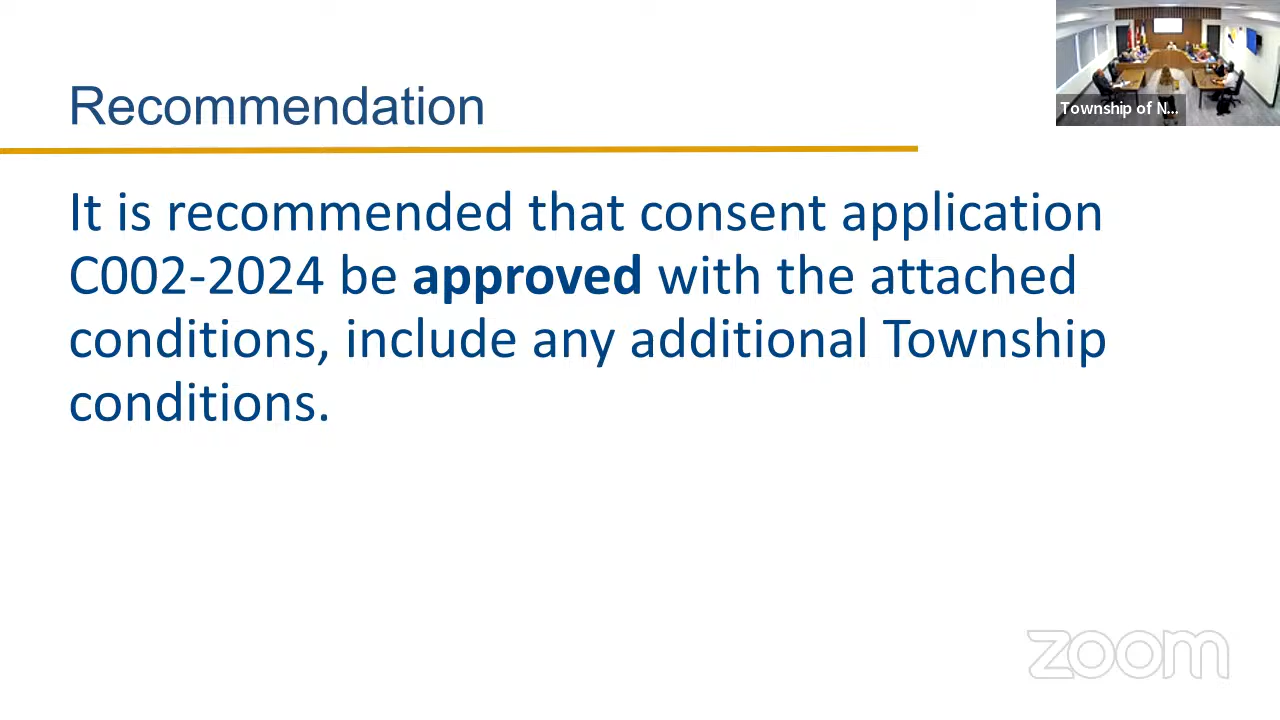 Township of N...
Recommendation
It is recommended that consent application
C002-2024 be approved with the attached
conditions, include any additional Township
conditions.
zoom